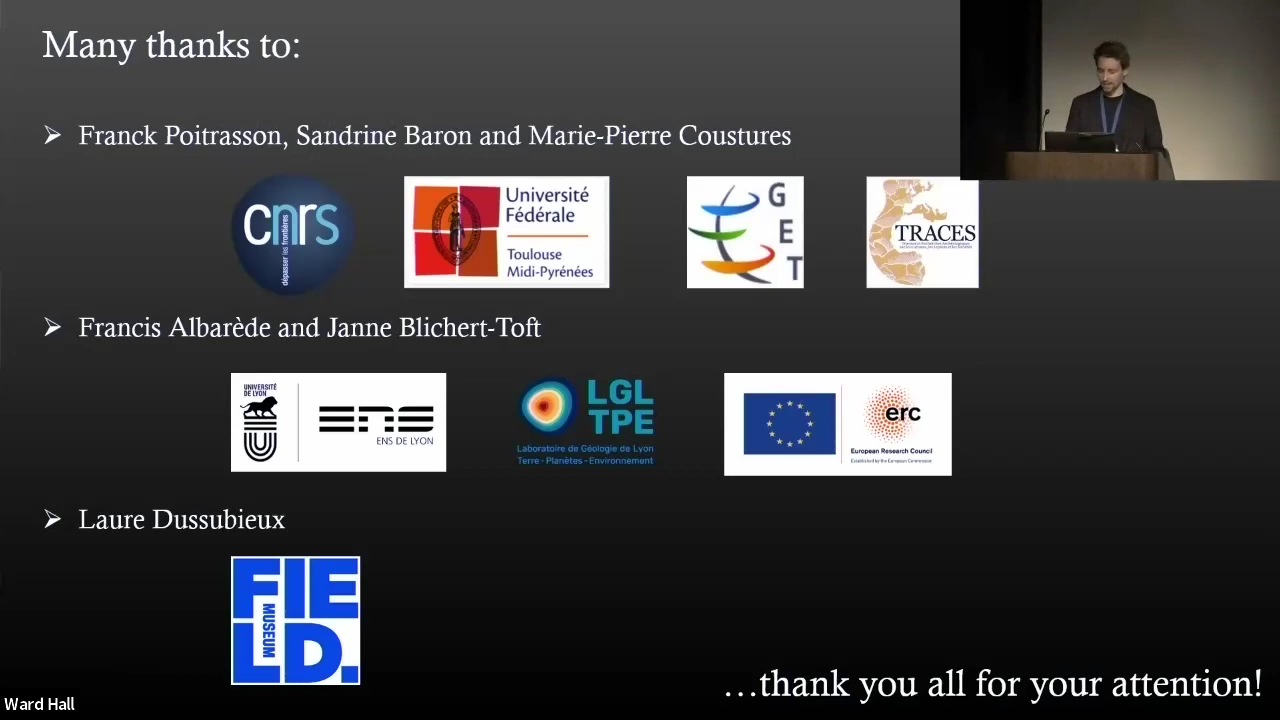 Many thanks to:
Franck Poitrasson, Sandrine Baron and Marie-Pierre Coustures
cnrs
dépasser les frontières
Université
Fédérale
Toulouse
Midi-Pyrénées
G
E
T
TRACES
Francis Albarède and Janne Blichert-Toft
UNIVERSITÉ
DE LYON
ENS
ENS DE LYON
LGL
TPE
Laboratoire de Géologie de Lyon
Terre - Planètes - Environnement
erc
European Research Council
Established by the European Commission
Laure Dussubieux
FIE
MUSEUM
LD.
...thank you all for your attention!
Ward Hall